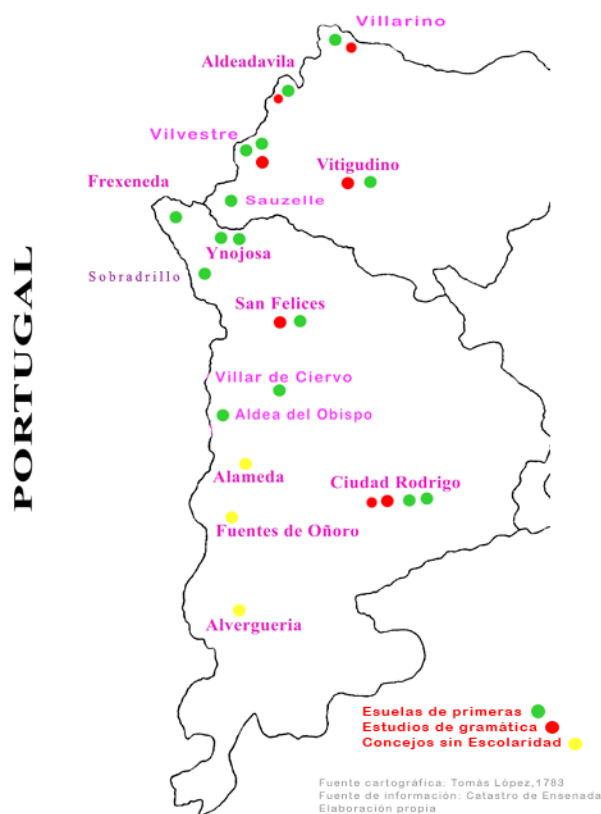 Villarino
Aldeadavila
Vilvestre
Vitigudino
Frexeneda
Sauzelle
Ynojosa
Sobradrillo
San Felices
PORTUGAL
Villar de Ciervo
Aldea del Obispo
Alameda
Ciudad Rodrigo
Fuentes de Oñoro
Alvergueria
Esuelas de primeras
Estudios de gramàtica
Concejos sin Escolaridad
Fuente cartográfica: Tomás López,1783
Fuente de información: Catastro de Ensenada
Elaboración propia